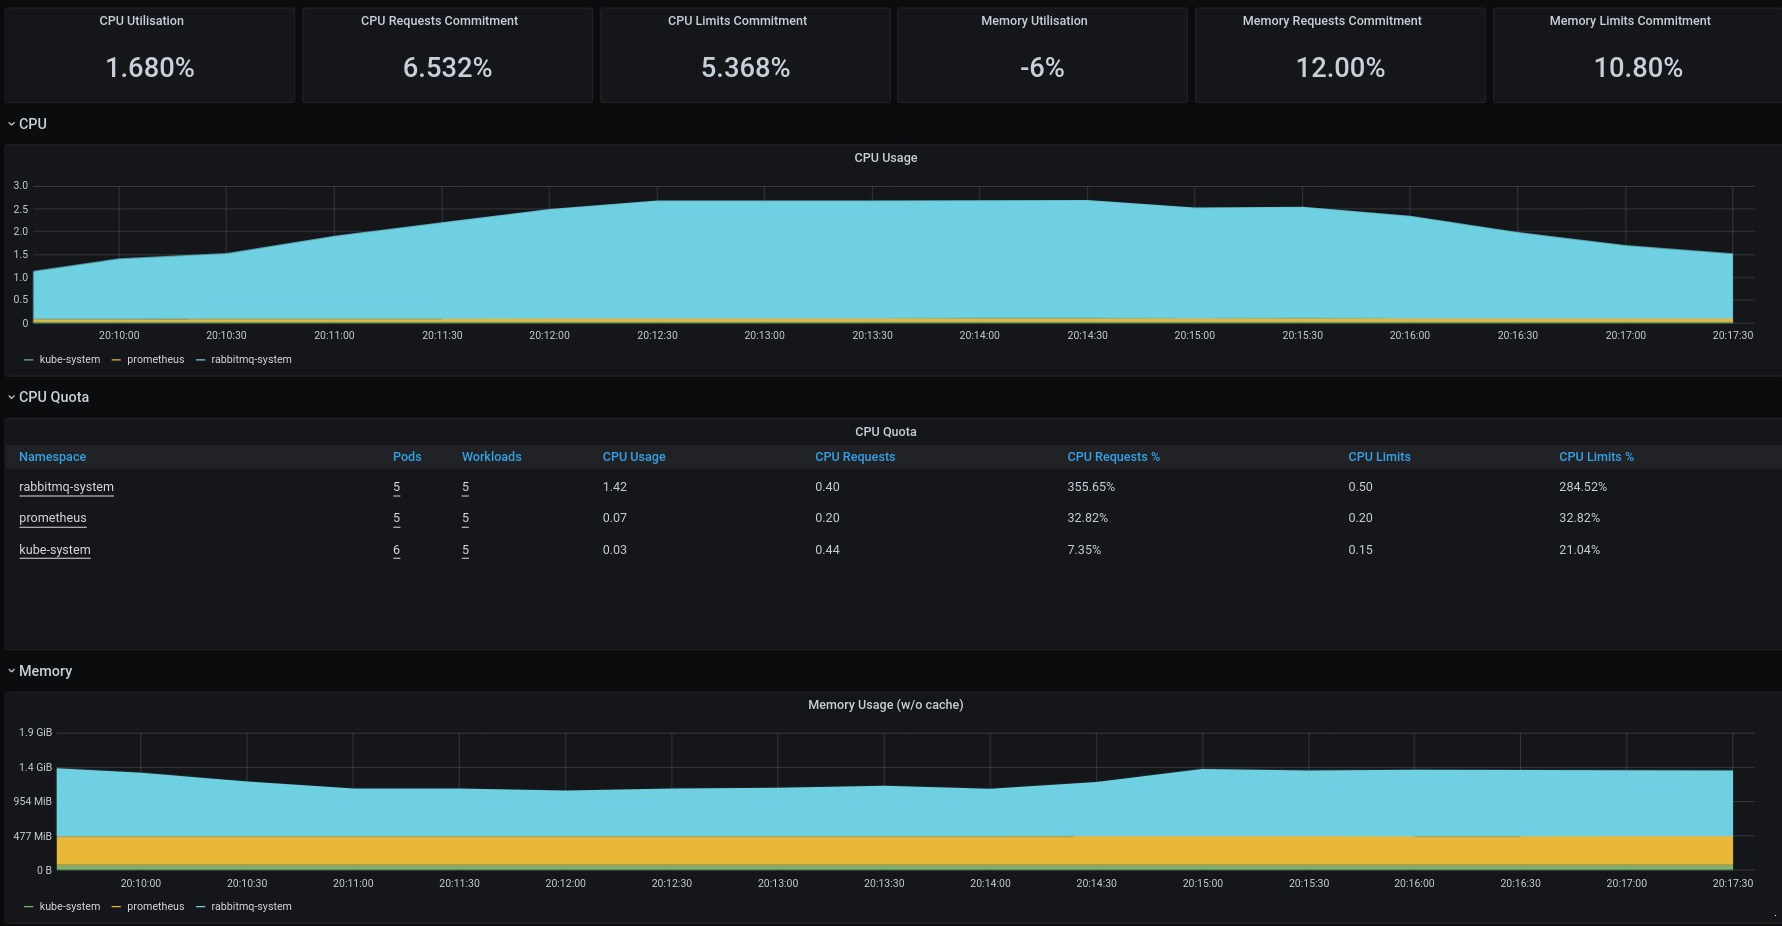 CPU Utilisation CPU Requests Commitment CPU Limits Commitment Memory Utilisation Memory Requests Commitment Memory Limits Commitment
1.680% 6.532% 5.368% -6% 12.00% 10.80%
CPU
CPU Usage
3.0
2.5
2.0
1.5
1.0
0.5
0
20:10:00 20:10:30 20:11:00 20:11:30 20:12:00 20:12:30 20:13:00 20:13:30 20:14:00 20:14:30 20:15:00 20:15:30 20:16:00 20:16:30 20:17:00 20:17:30
kube-system prometheus rabbitmq-system
CPU Quota
CPU Quota
Namespace Pods Workloads CPU Usage CPU Requests CPU Requests % CPU Limits CPU Limits %
rabbitmq-system 5 5 1.42 0.40 355.65% 0.50 284.52%
prometheus 5 5 0.07 0.20 32.82% 0.20 32.82%
kube-system 6 5 0.03 0.44 7.35% 0.15 21.04%
Memory
Memory Usage (w/o cache)
1.9 GiB
1.4 GiB
954 MiB
477 MiB
0 B
20:10:00 20:10:30 20:11:00 20:11:30 20:12:00 20:12:30 20:13:00 20:13:30 20:14:00 20:14:30 20:15:00 20:15:30 20:16:00 20:16:30 20:17:00 20:17:30
kube-system prometheus rabbitmq-system